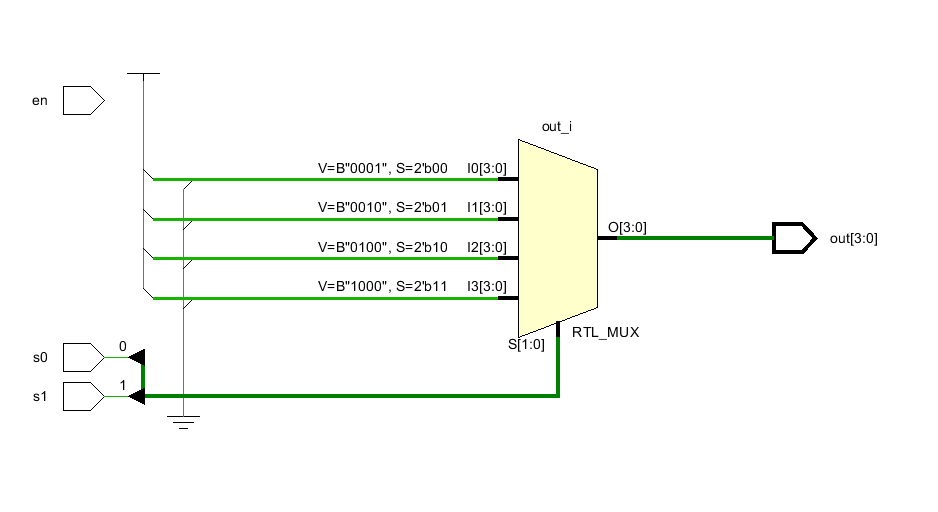 out_i
en
V=B"0001", S=2'b00 I0[3:0]
V=B"0010", S=2'b01 I1[3:0]
O[3:0]
out[3:0]
V=B"0100", S=2'b10 I2[3:0]
V=B"1000", S=2'b11 I3[3:0]
RTL_MUX
S[1:0]
s0 0
s1 1